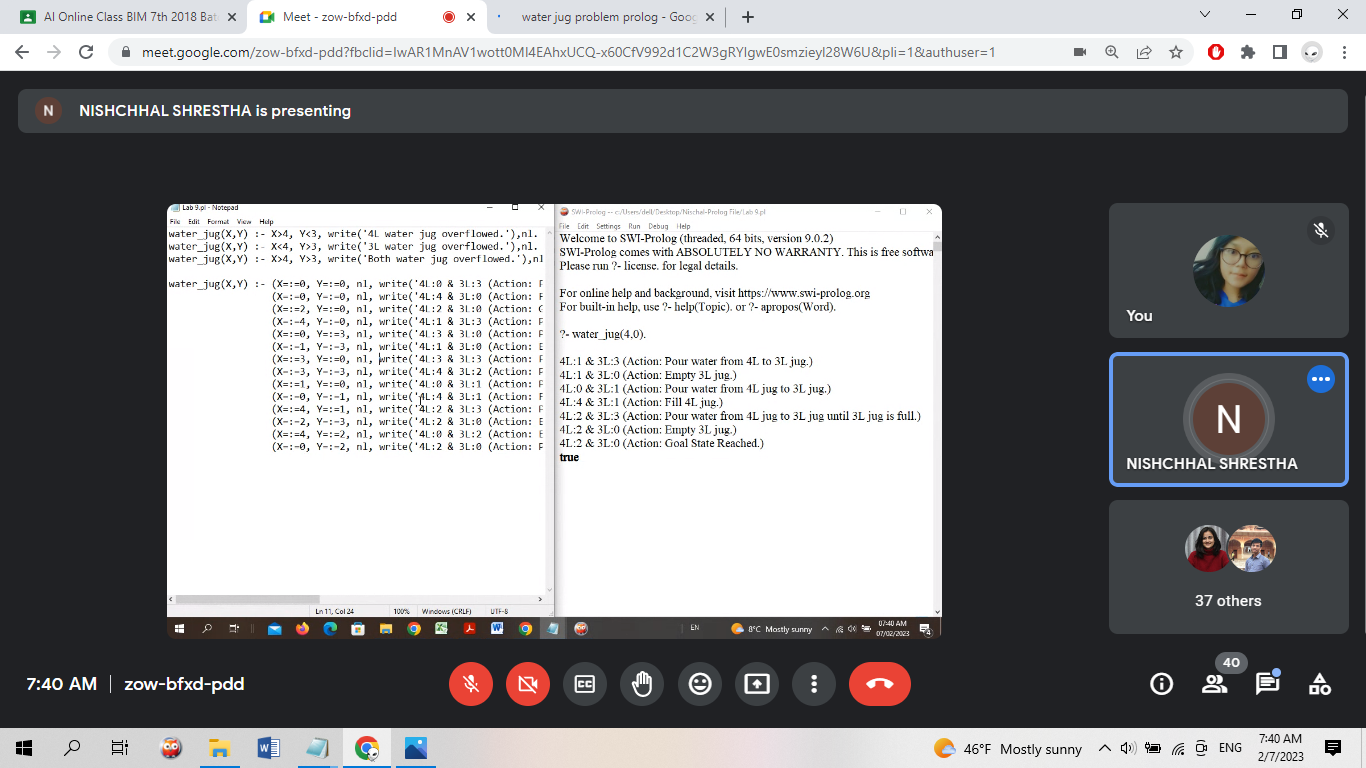 AI Online Class BIM 7th 2018 Bat
Meet - zow-bfxd-pdd
water jug problem prolog - Goog
meet.google.com/zow-bfxd-pdd?fbclid=IwAR1MnAV1wott0MI4EAhxUCQ-x60CfV992d1C2W3gRYIgwE0smzieyI28W6U&pli=1&authuser=1
N NISHCHHAL SHRESTHA is presenting
Lab 9.pl - Notepad
File Edit Format View Help
water_jug(X,Y) :- X>4, Y<3, write('4L water jug overflowed.'),nl.
water_jug(X,Y) :- X<4, Y>3, write('3L water jug overflowed.'),nl.
water_jug(X,Y) :- X>4, Y>3, write('Both water jug overflowed.'),nl
water_jug(X,Y) :- (X=:=0, Y=:=0, nl, write('4L:0 & 3L:3 (Action: F
(X=:=0, Y=:=0, nl, write('4L:4 & 3L:0 (Action: F
(X=:=2, Y=:=0, nl, write('4L:2 & 3L:0 (Action: G
(X=:=4, Y=:=0, nl, write('4L:1 & 3L:3 (Action: P
(X=:=0, Y=:=3, nl, write('4L:3 & 3L:0 (Action: P
(X=:=1, Y=:=3, nl, write('4L:1 & 3L:0 (Action: E
(X=:=3, Y=:=0, nl, write('4L:3 & 3L:3 (Action: F
(X=:=3, Y=:=3, nl, write('4L:4 & 3L:2 (Action: P
(X=:=1, Y=:=0, nl, write('4L:0 & 3L:1 (Action: P
(X=:=0, Y=:=1, nl, write('4L:4 & 3L:1 (Action: F
(X=:=4, Y=:=1, nl, write('4L:2 & 3L:3 (Action: P
(X=:=2, Y=:=3, nl, write('4L:2 & 3L:0 (Action: E
(X=:=4, Y=:=2, nl, write('4L:0 & 3L:2 (Action: E
(X=:=0, Y=:=2, nl, write('4L:2 & 3L:0 (Action: P
Ln 11, Col 24 100% Windows (CRLF) UTF-8
SWI-Prolog -- c:/Users/dell/Desktop/Nischal-Prolog File/Lab 9.pl
File Edit Settings Run Debug Help
Welcome to SWI-Prolog (threaded, 64 bits, version 9.0.2)
SWI-Prolog comes with ABSOLUTELY NO WARRANTY. This is free softwa
Please run ?- license. for legal details.
For online help and background, visit https://www.swi-prolog.org
For built-in help, use ?- help(Topic). or ?- apropos(Word).
?- water_jug(4,0).
4L:1 & 3L:3 (Action: Pour water from 4L to 3L jug.)
4L:1 & 3L:0 (Action: Empty 3L jug.)
4L:0 & 3L:1 (Action: Pour water from 4L jug to 3L jug.)
4L:4 & 3L:1 (Action: Fill 4L jug.)
4L:2 & 3L:3 (Action: Pour water from 4L jug to 3L jug until 3L jug is full.)
4L:2 & 3L:0 (Action: Empty 3L jug.)
4L:2 & 3L:0 (Action: Goal State Reached.)
true
EN 8°C Mostly sunny 07:40 AM
07/02/2023
4
You
N
NISHCHHAL SHRESTHA
37 others
7:40 AM | zow-bfxd-pdd
40
46°F Mostly sunny ENG 7:40 AM
2/7/2023